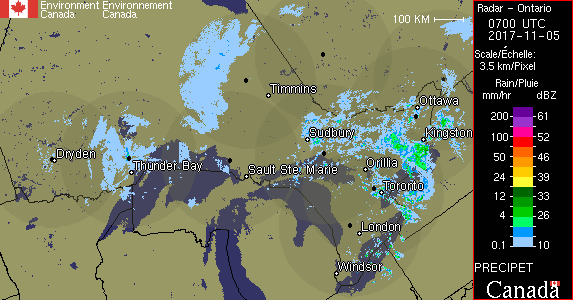 Environment Environnement
Canada Canada
100 KM
Timmins
Ottawa
Sudbury
Kingston
Dryden
Thunder Bay
Sault Ste. Marie
Orillia
Toronto
London
Windsor
Radar - Ontario
0700 UTC
2017-11-05
Scale/Échelle:
3.5 km/Pixel
Rain/Pluie
mm/hr dBZ
200 61
100 52
50 46
24 39
12 33
4 26
0.1 10
PRECIPET
Canada